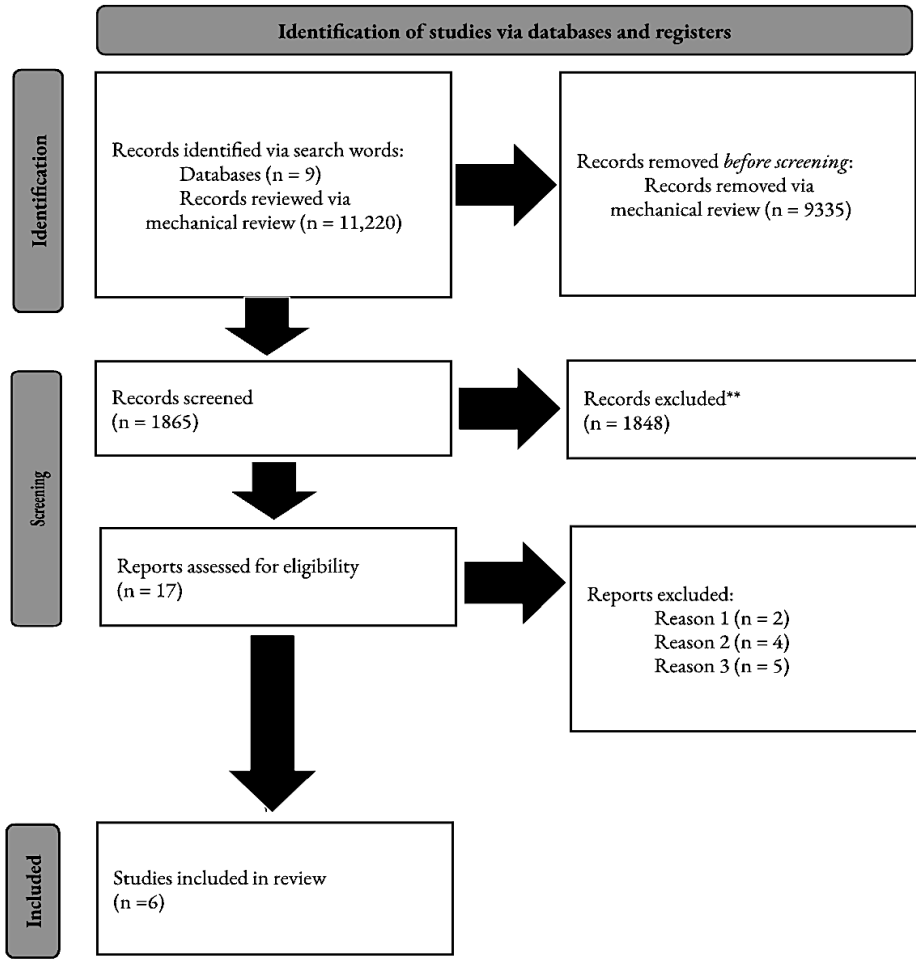 Identification of studies via databases and registers
Identification
Records identified via search words:
Databases (n = 9)
Records reviewed via
mechanical review (n = 11,220)
Records removed before screening:
Records removed via
mechanical review (n = 9335)
Screening
Records screened
(n = 1865)
Records excluded**
(n = 1848)
Reports assessed for eligibility
(n = 17)
Reports excluded:
Reason 1 (n = 2)
Reason 2 (n = 4)
Reason 3 (n = 5)
Included
Studies included in review
(n =6)